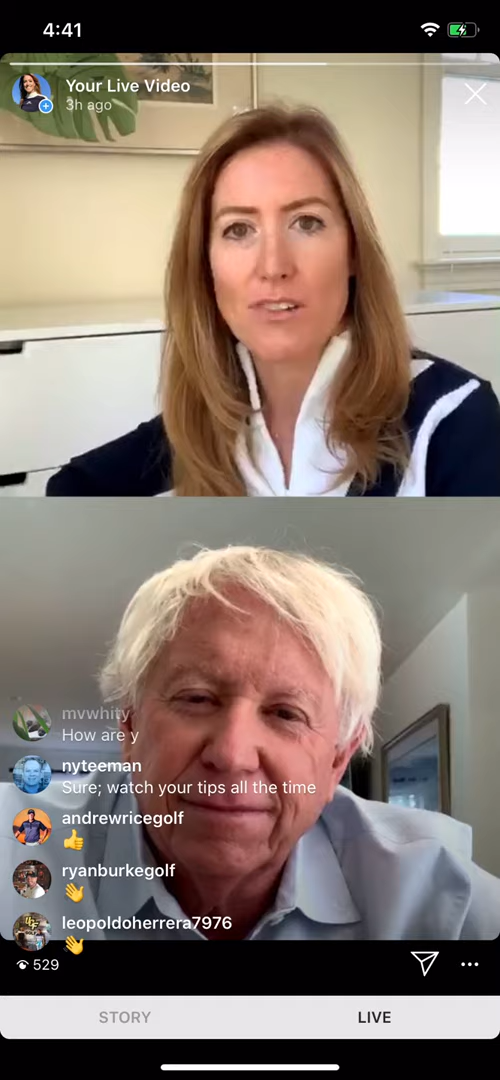 4:41
Your Live Video
3h ago
mvwhity
How are y
nyteeman
Sure; watch your tips all the time
andrewricegolf
👍
ryanburkegolf
👋
leopoldoherrera7976
👋
529
STORY
LIVE